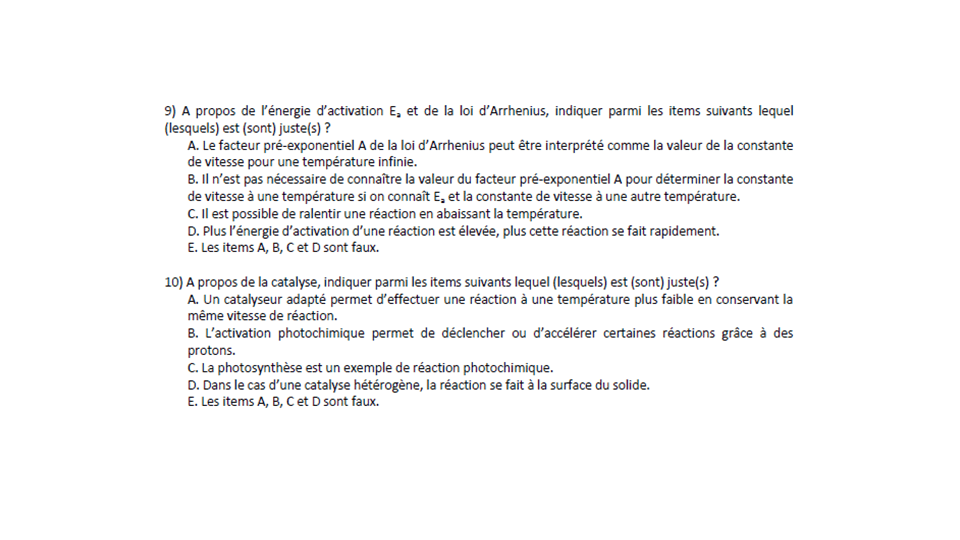 9) A propos de l’énergie d’activation Eₐ et de la loi d’Arrhenius, indiquer parmi les items suivants lequel
(lesquels) est (sont) juste(s) ?
A. Le facteur pré-exponentiel A de la loi d’Arrhenius peut être interprété comme la valeur de la constante
de vitesse pour une température infinie.
B. Il n’est pas nécessaire de connaître la valeur du facteur pré-exponentiel A pour déterminer la constante
de vitesse à une température si on connaît Eₐ et la constante de vitesse à une autre température.
C. Il est possible de ralentir une réaction en abaissant la température.
D. Plus l’énergie d’activation d’une réaction est élevée, plus cette réaction se fait rapidement.
E. Les items A, B, C et D sont faux.
10) A propos de la catalyse, indiquer parmi les items suivants lequel (lesquels) est (sont) juste(s) ?
A. Un catalyseur adapté permet d’effectuer une réaction à une température plus faible en conservant la
même vitesse de réaction.
B. L’activation photochimique permet de déclencher ou d’accélérer certaines réactions grâce à des
protons.
C. La photosynthèse est un exemple de réaction photochimique.
D. Dans le cas d’une catalyse hétérogène, la réaction se fait à la surface du solide.
E. Les items A, B, C et D sont faux.